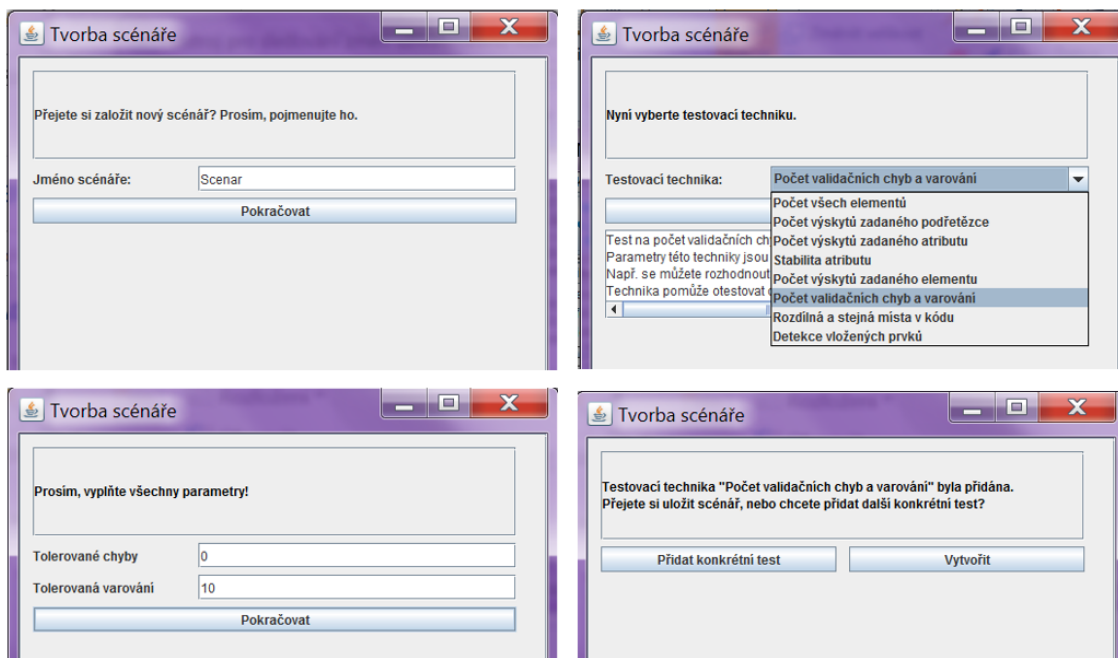 Tvorba scénáře
Přejete si založit nový scénář? Prosím, pojmenujte ho.
Jméno scénáře:
Scenar
Pokračovat
Tvorba scénáře
Nyní vyberte testovací techniku.
Testovací technika:
Počet validačních chyb a varování
Počet všech elementů
Počet výskytů zadaného podřetězce
Počet výskytů zadaného atributu
Stabilita atributu
Počet výskytů zadaného elementu
Počet validačních chyb a varování
Rozdílná a stejná místa v kódu
Detekce vložených prvků
Test na počet validačních ch
Parametry této techniky jsou
Např. se můžete rozhodnout
Technika pomůže otestovat
Tvorba scénáře
Prosím, vyplňte všechny parametry!
Tolerované chyby
0
Tolerovaná varování
10
Pokračovat
Tvorba scénáře
Testovací technika "Počet validačních chyb a varování" byla přidána.
Přejete si uložit scénář, nebo chcete přidat další konkrétní test?
Přidat konkrétní test
Vytvořit